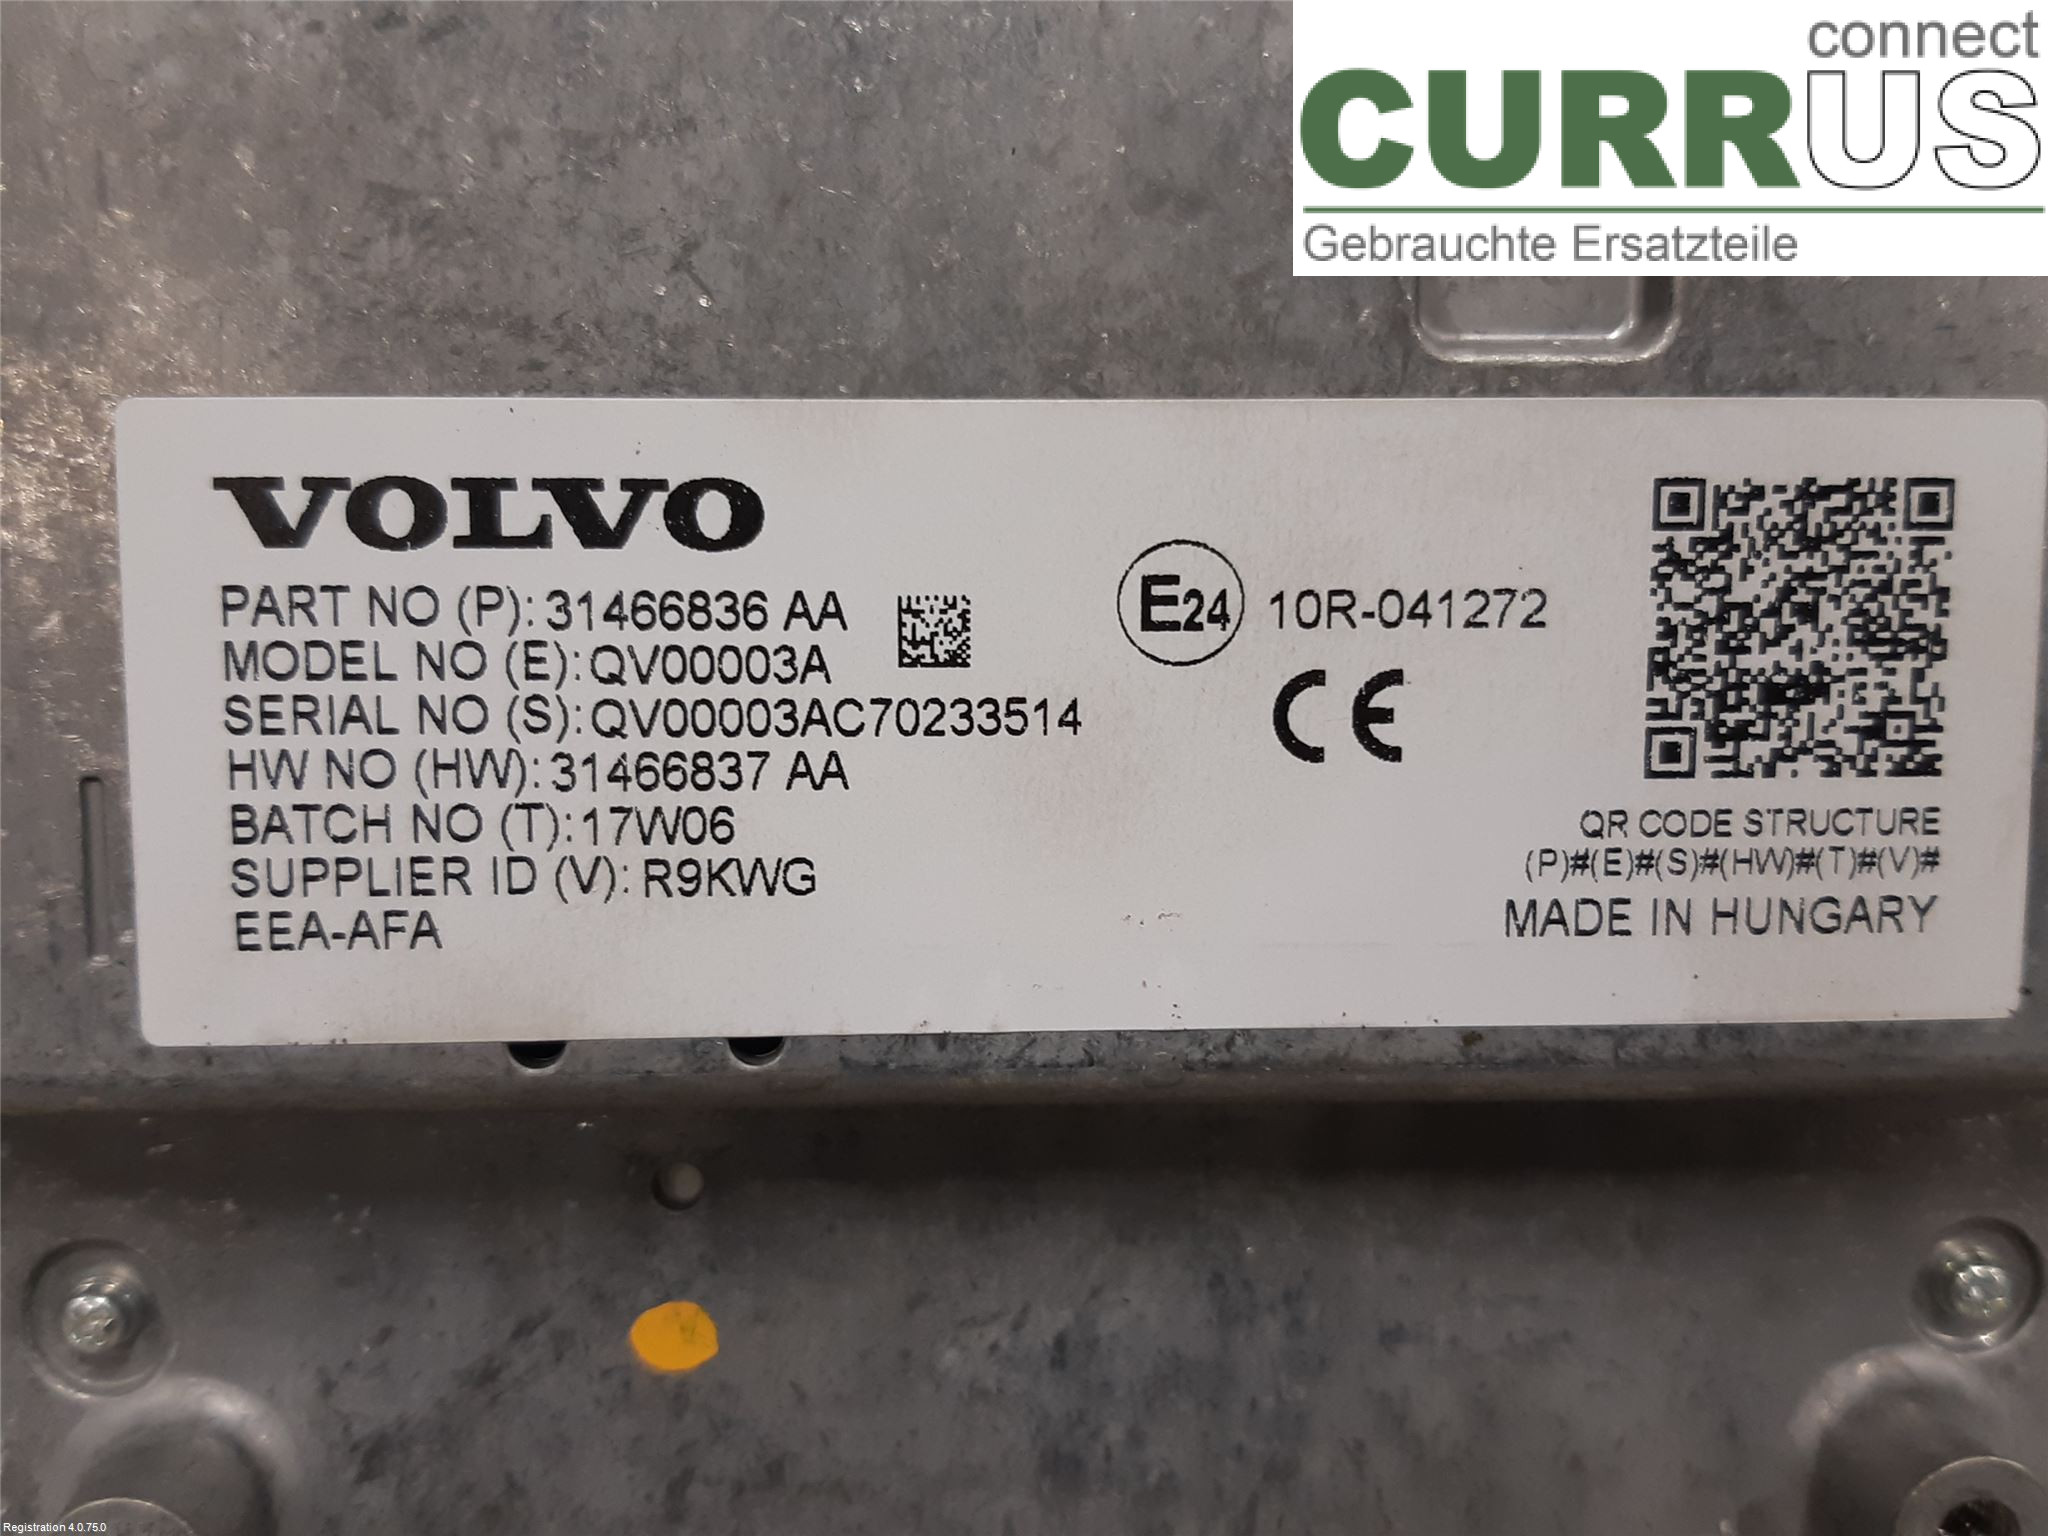 connect
CURRUS
Gebrauchte Ersatzteile
VOLVO
PART NO (P): 31466836 AA
MODEL NO (E): QV00003A
SERIAL NO (S): QV00003AC70233514
HW NO (HW): 31466837 AA
BATCH NO (T): 17W06
SUPPLIER ID (V): R9KWG
EEA-AFA
E24 10R-041272
CE
QR CODE STRUCTURE
(P)#(E)#(S)#(HW)#(T)#(V)#
MADE IN HUNGARY
Registration 4.0.75.0